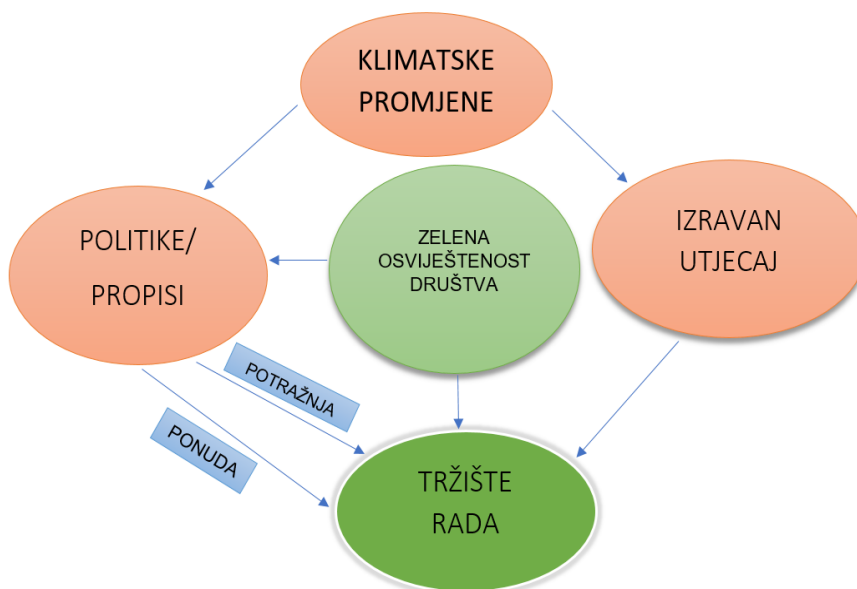 KLIMATSKE
PROMJENE
POLITIKE/
PROPISI
ZELENA
OSVIJEŠTENOST
DRUŠTVA
IZRAVAN
UTJECAJ
POTRAŽNJA
PONUDA
TRŽIŠTE
RADA